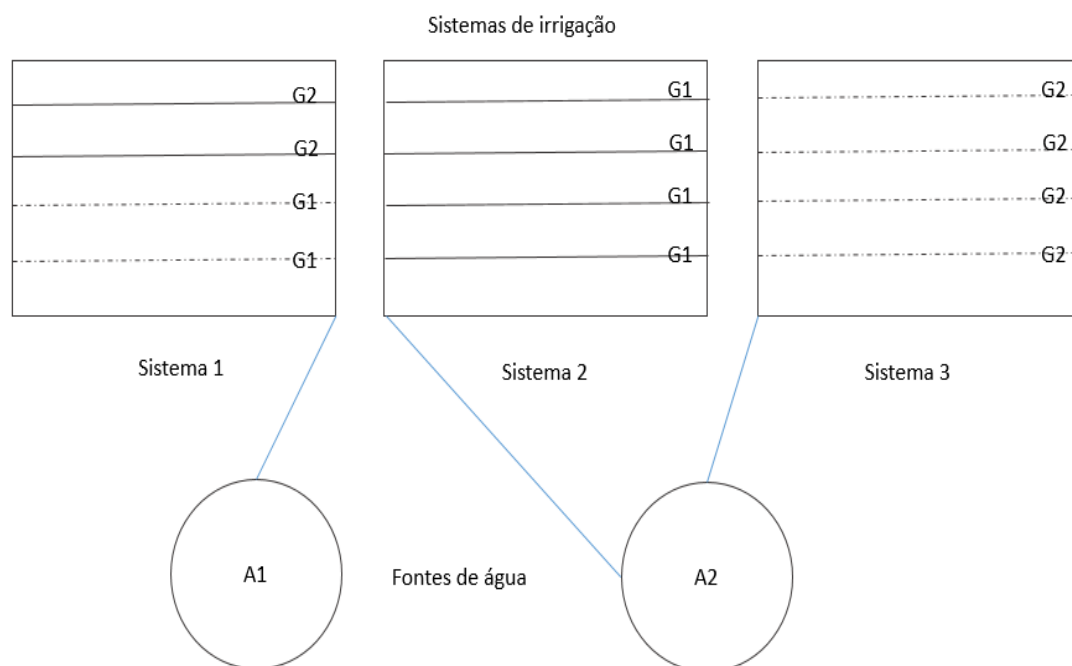 Sistemas de irrigação
G2
G2
G1
G1
G1
G1
G1
G1
G2
G2
G2
G2
Sistema 1
Sistema 2
Sistema 3
A1
Fontes de água
A2